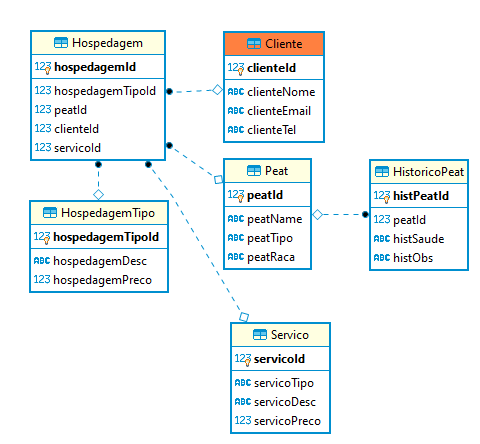 Hospedagem
123 hospedagemId
123 hospedagemTipoId
123 peatId
123 clienteId
123 servicoId
Cliente
123 clienteId
ABC clienteNome
ABC clienteEmail
ABC clienteTel
Peat
123 peatId
ABC peatName
ABC peatTipo
ABC peatRaca
HistoricoPeat
123 histPeatId
123 peatId
ABC histSaude
ABC histObs
HospedagemTipo
123 hospedagemTipoId
ABC hospedagemDesc
123 hospedagemPreco
Servico
123 servicoId
ABC servicoTipo
ABC servicoDesc
123 servicoPreco